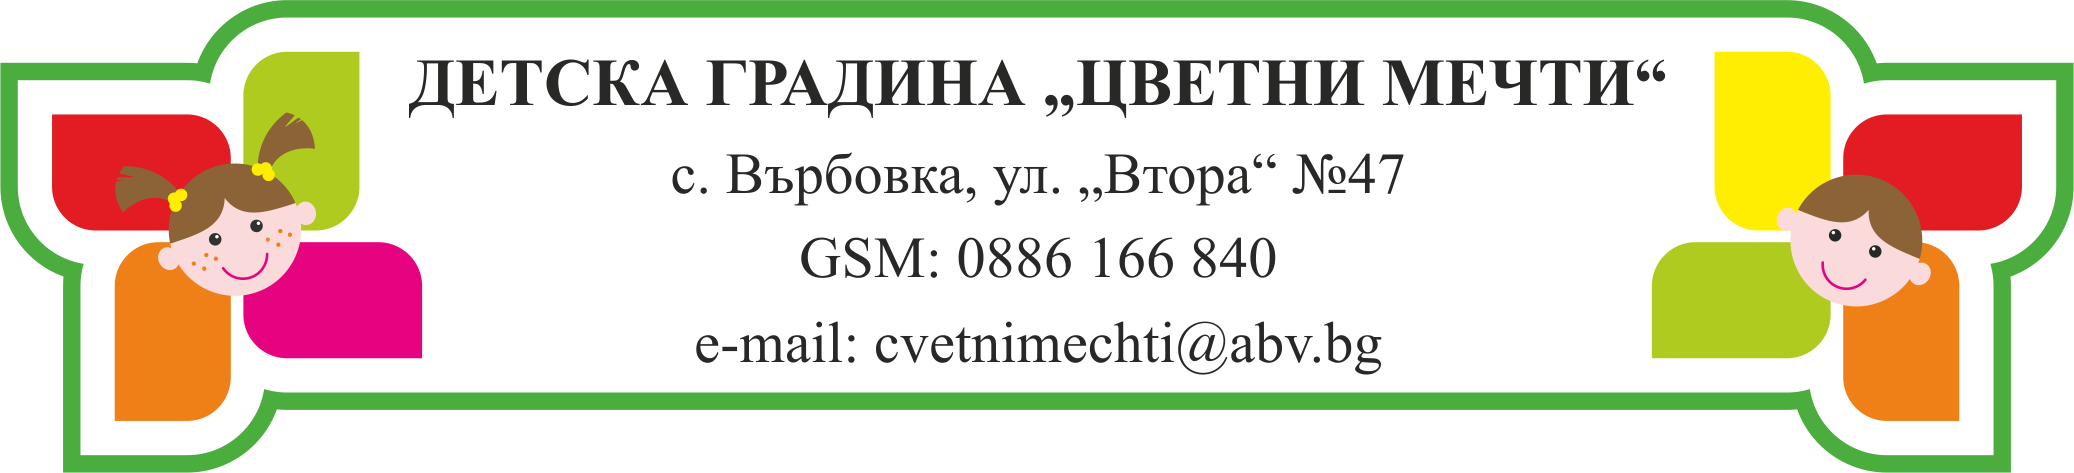 ДЕТСКА ГРАДИНА „ЦВЕТНИ МЕЧТИ“
с. Върбовка, ул. „Втора“ №47
GSM: 0886 166 840
e-mail: cvetnimechti@abv.bg